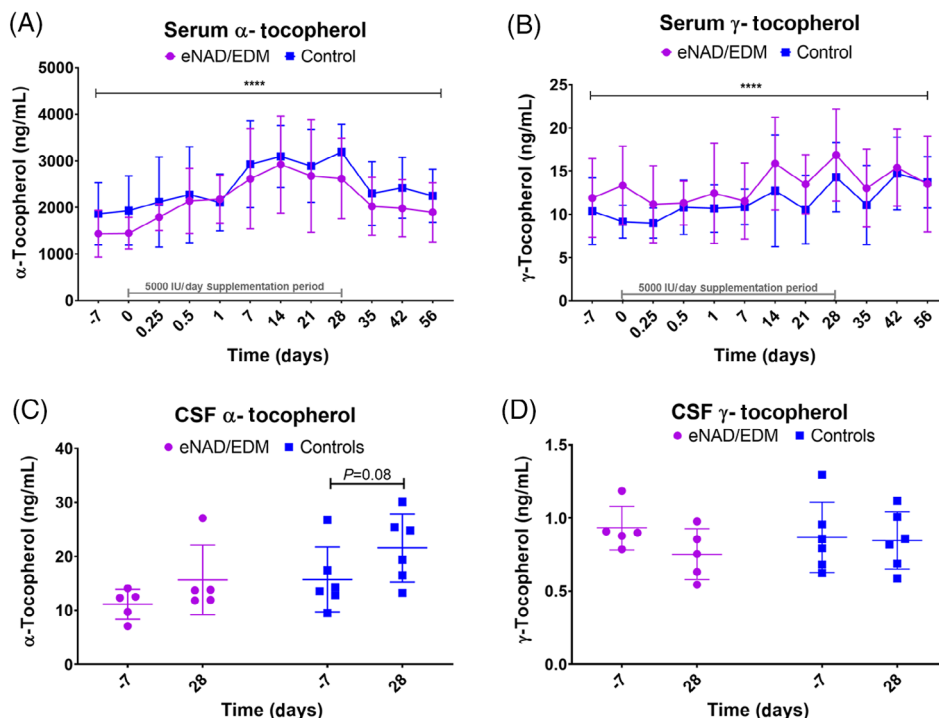 (A)
Serum α- tocopherol
eNAD/EDM Control
****
5000
4000
3000
2000
1000
0
α-Tocopherol (ng/mL)
5000 IU/day supplementation period
-7 0 0.25 0.5 1 7 14 21 28 35 42 56
Time (days)
(B)
Serum γ- tocopherol
eNAD/EDM Control
****
25
20
15
10
5
0
γ-Tocopherol (ng/mL)
5000 IU/day supplementation period
-7 0 0.25 0.5 1 7 14 21 28 35 42 56
Time (days)
(C)
CSF α- tocopherol
eNAD/EDM Controls
P=0.08
40
30
20
10
0
α-Tocopherol (ng/mL)
-7 28 -7 28
Time (days)
(D)
CSF γ- tocopherol
eNAD/EDM Controls
1.5
1.0
0.5
0.0
γ-Tocopherol (ng/mL)
-7 28 -7 28
Time (days)